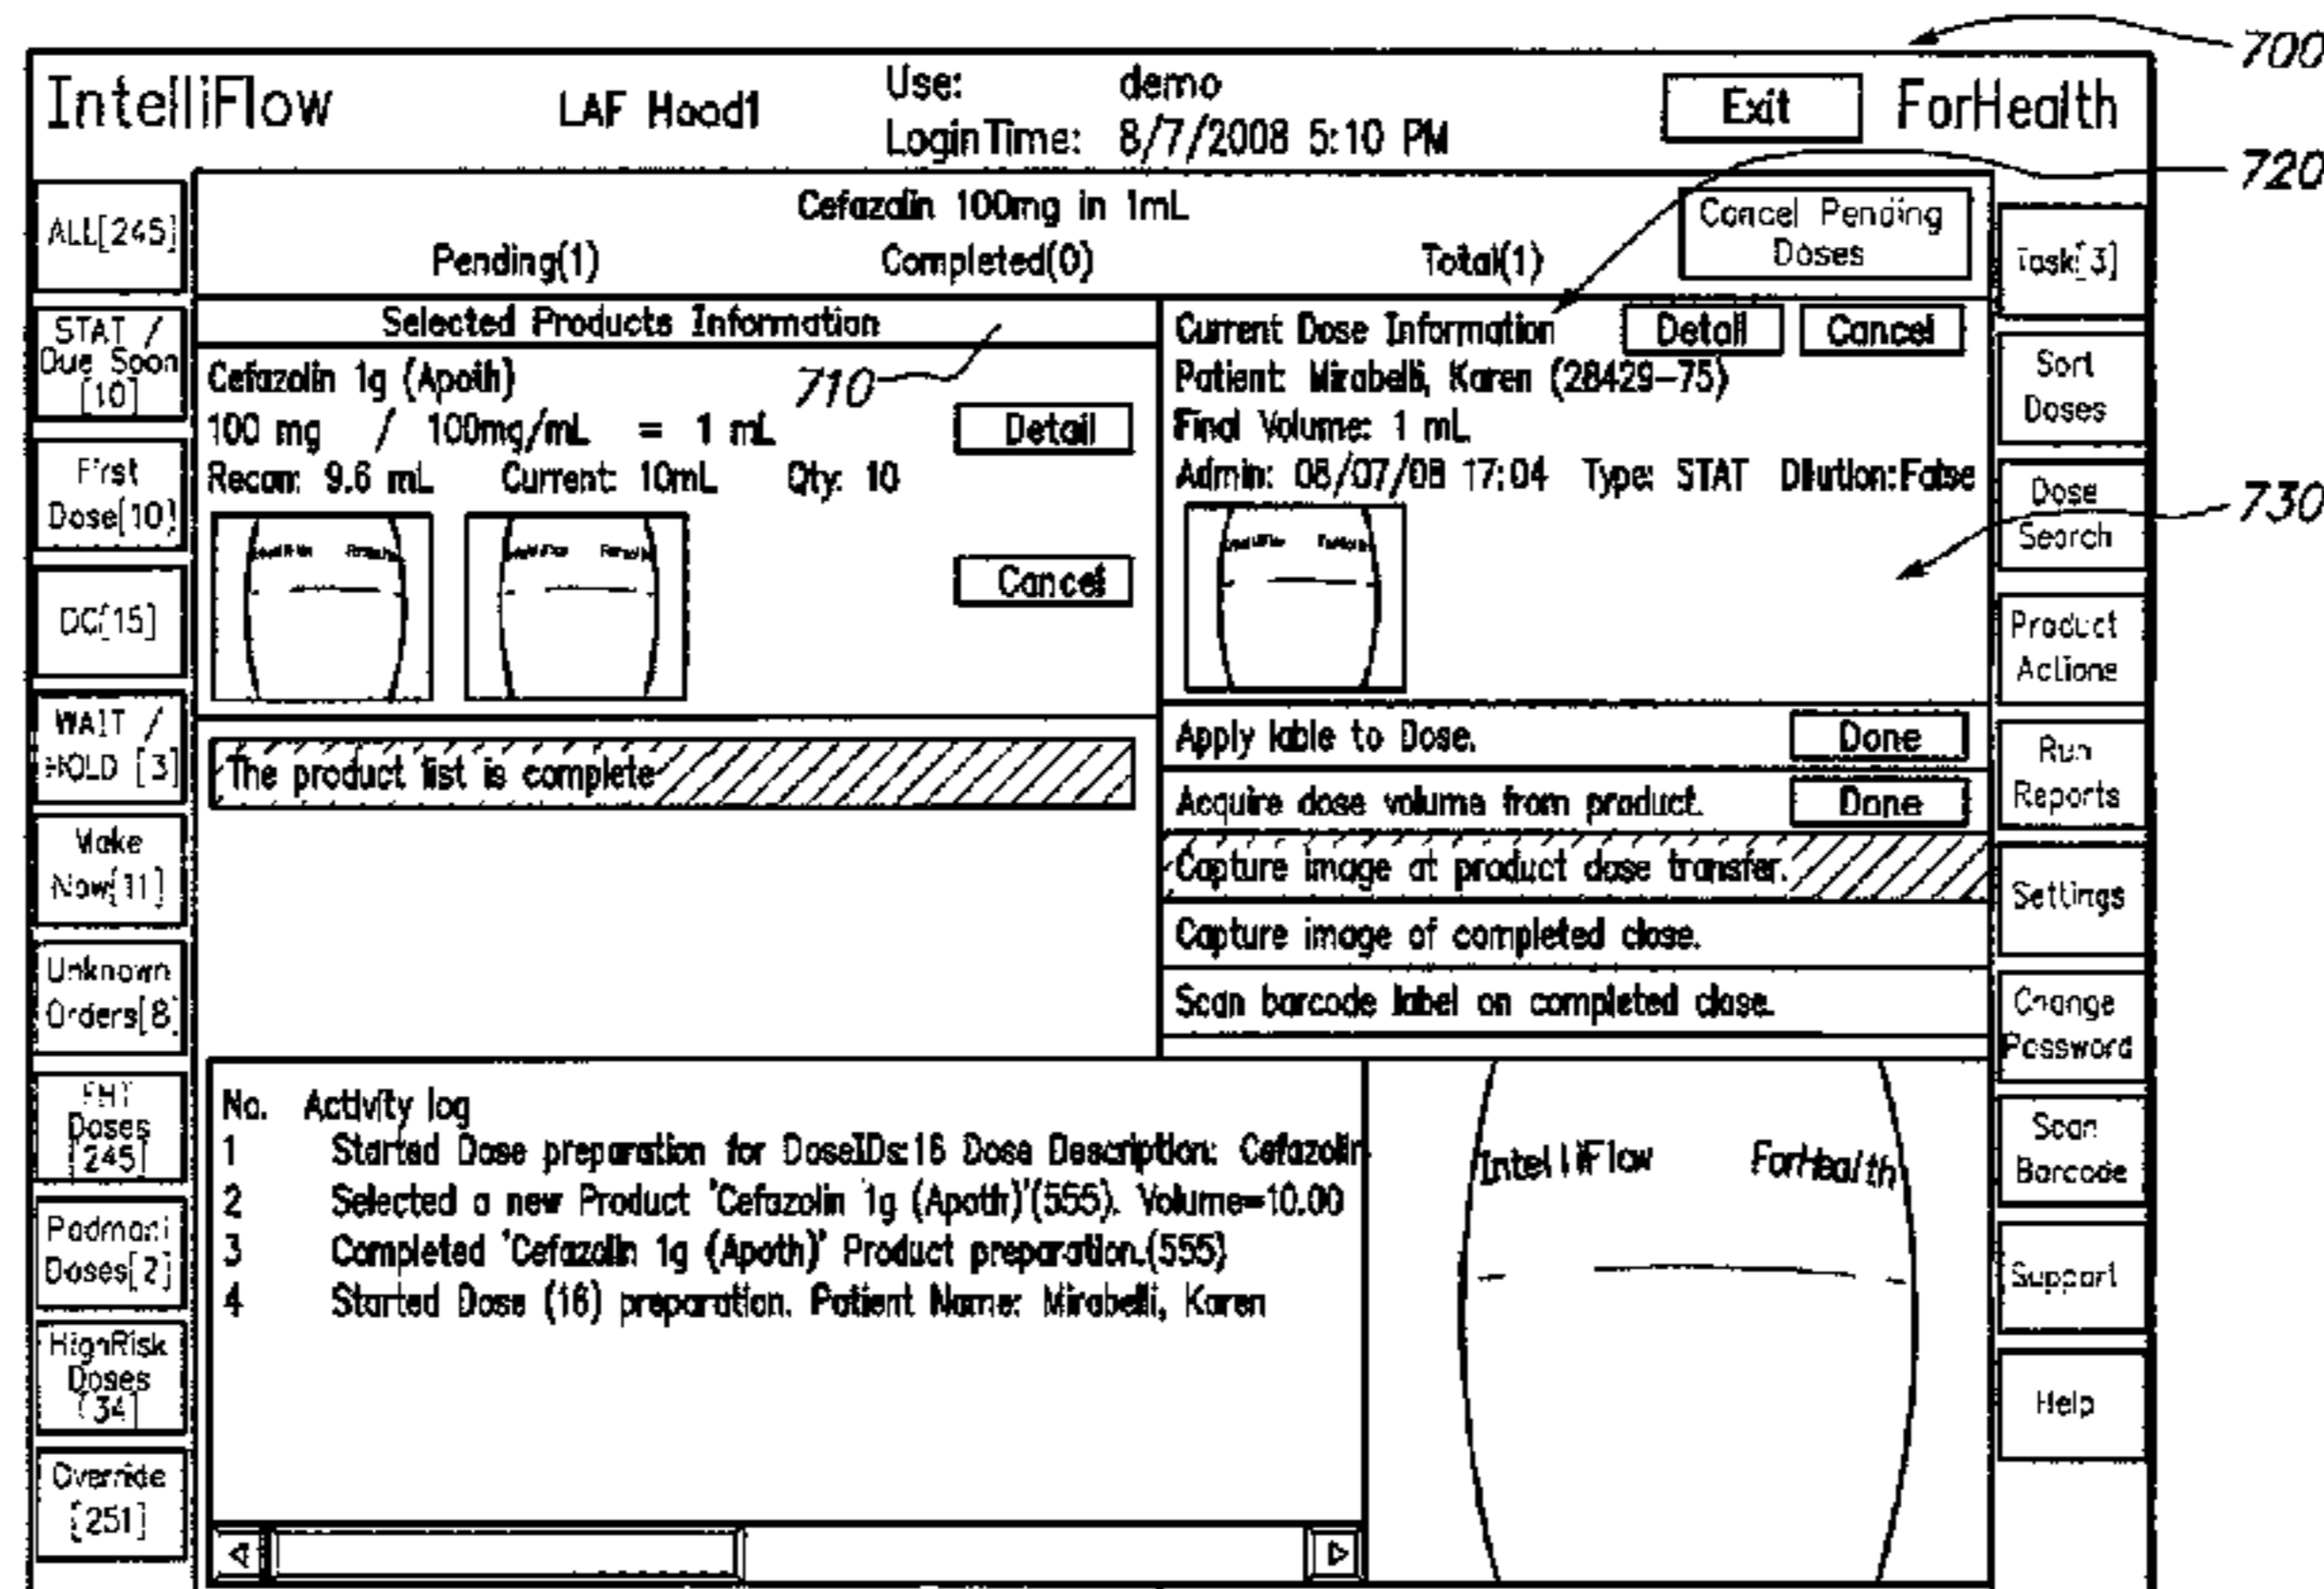 700
IntelliFlow LAF Hood1 Use: demo Exit ForHealth
LoginTime: 8/7/2008 5:10 PM
720
Cefazolin 100mg in 1mL
Pending(1) Completed(0) Total(1)
Cancel Pending
Doses
ALL[245]
STAT /
Due Soon
[10]
First
Dose[10]
DC[15]
WAIT /
HOLD [3]
Make
Now[11]
Unknown
Orders[8]
Doses
[245]
Padmani
Doses[2]
HighRisk
Doses
[34]
Override
[251]
Selected Products Information
710
Cefazolin 1g (Apoth)
100 mg / 100mg/mL = 1 mL Detail
Recon: 9.6 mL Current: 10mL Qty: 10
Cancel
The product list is complete
Current Dose Information Detail Cancel
Patient: Mirabelli, Karen (28429-75)
Final Volume: 1 mL
Admin: 08/07/08 17:04 Type: STAT Dilution:False
730
Apply lable to Dose. Done
Acquire dose volume from product. Done
Capture image at product dose transfer.
Capture image of completed close.
Scan barcode label on completed close.
No. Activity log
1 Started Dose preparation for DoseIDs:16 Dose Description: Cefazolin
2 Selected a new Product 'Cefazolin 1g (Apoth)'(555). Volume=10.00
3 Completed 'Cefazolin 1g (Apoth)' Product preparation.(555)
4 Started Dose (16) preparation. Patient Name: Mirabelli, Karen
IntelliFlow ForHealth
Task[3]
Sort
Doses
Dose
Search
Product
Actions
Run
Reports
Settings
Change
Password
Scan
Barcode
Support
Help